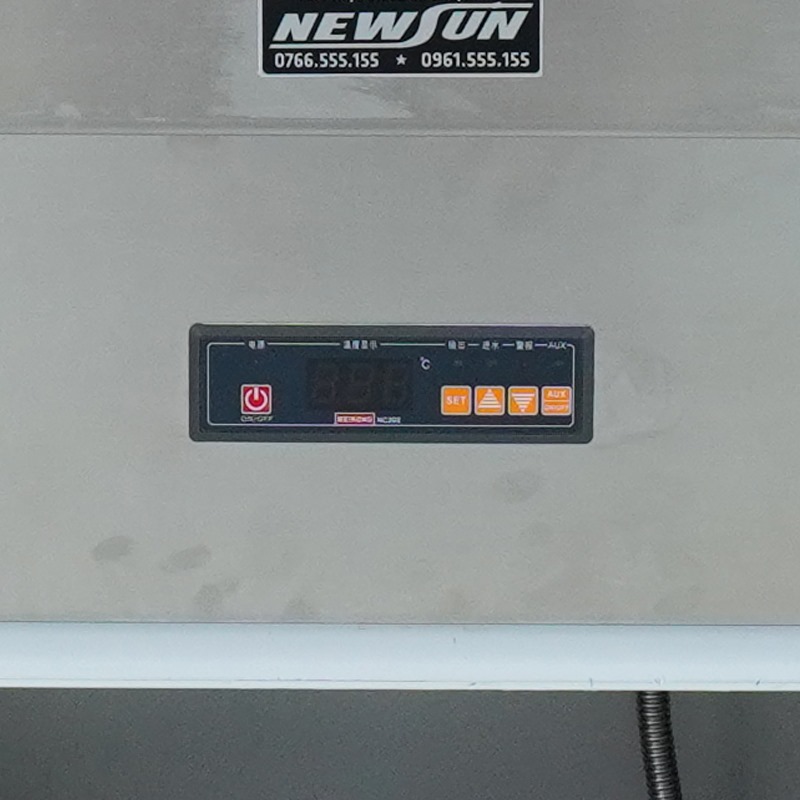 NEWSUN
0766.555.155 ★ 0961.555.155
电源 温度显示 输出 进水 警报 AUX
℃
SET AUX
ON/OFF
ON/OFF